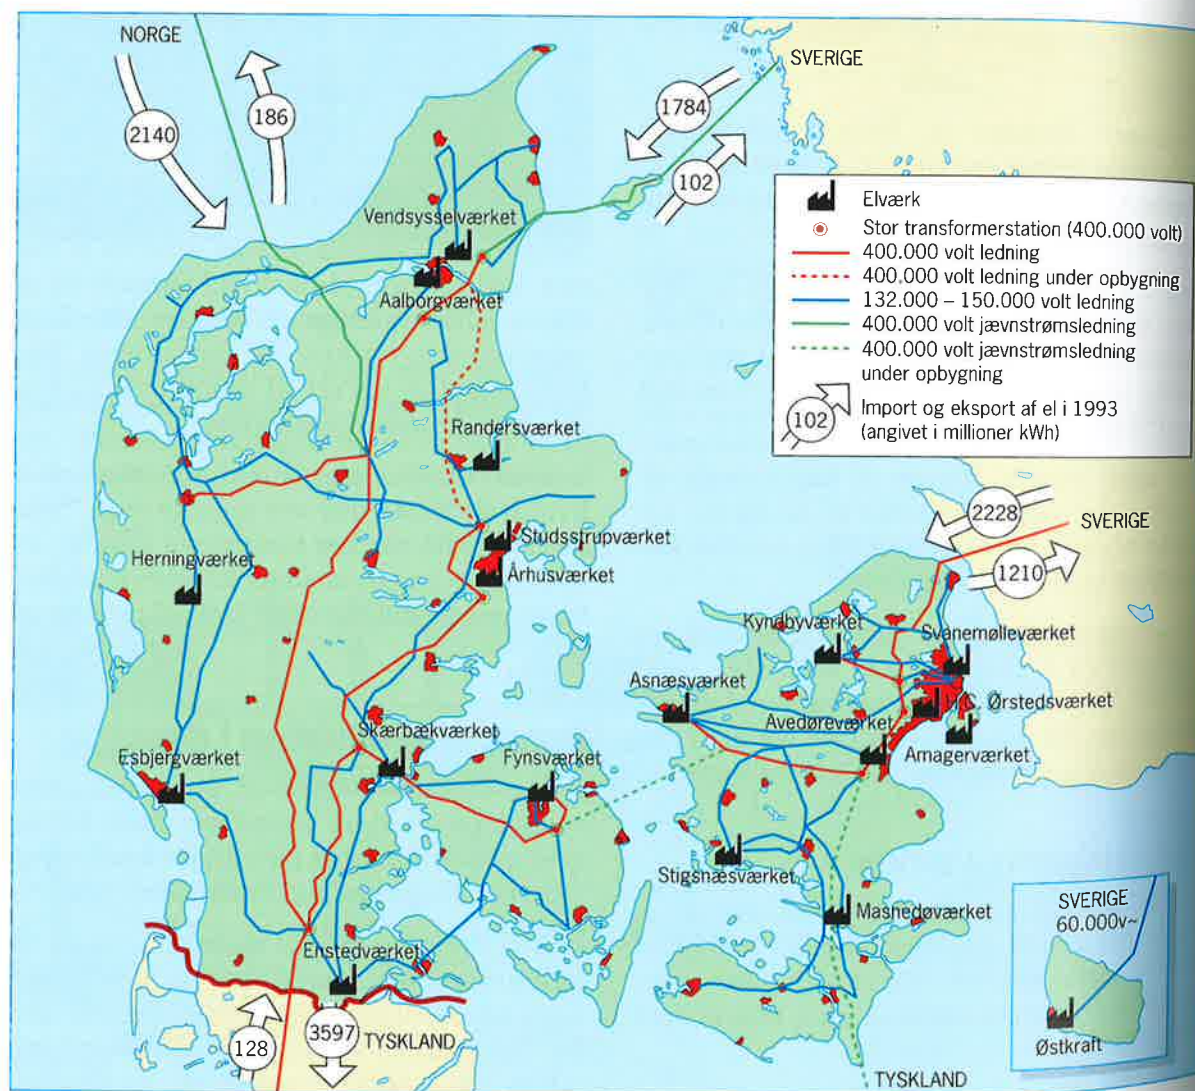 NORGE
SVERIGE
2140
186
1784
102
Elværk
Stor transformerstation (400.000 volt)
400.000 volt ledning
400.000 volt ledning under opbygning
132.000 – 150.000 volt ledning
400.000 volt jævnstrømsledning
400.000 volt jævnstrømsledning
under opbygning
102
Import og eksport af el i 1993
(angivet i millioner kWh)
Vendsysselværket
Aalborgværket
Randersværket
Studsstrupværket
Århusværket
Herningværket
2228
SVERIGE
1210
Kyndbyværket
Svanemølleværket
Asnæsværket
H.C. Ørstedsværket
Avedøreværket
Amagerværket
Skærbækværket
Esbjergværket
Fynsværket
Stigsnæsværket
Masnedøværket
Enstedværket
SVERIGE
60.000v~
Østkraft
128
3597
TYSKLAND
TYSKLAND